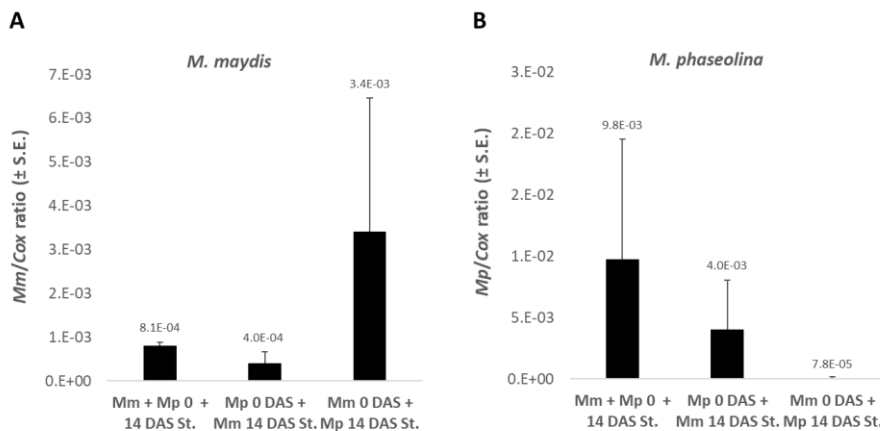 A
M. maydis
7.E-03
6.E-03
5.E-03
4.E-03
3.E-03
2.E-03
1.E-03
0.E+00
Mm/Cox ratio (± S.E.)
8.1E-04
4.0E-04
3.4E-03
Mm + Mp 0 +
14 DAS St.
Mp 0 DAS +
Mm 14 DAS St.
Mm 0 DAS +
Mp 14 DAS St.
B
M. phaseolina
3.E-02
2.E-02
2.E-02
1.E-02
5.E-03
0.E+00
Mp/Cox ratio (± S.E.)
9.8E-03
4.0E-03
7.8E-05
Mm + Mp 0 +
14 DAS St.
Mp 0 DAS +
Mm 14 DAS St.
Mm 0 DAS +
Mp 14 DAS St.